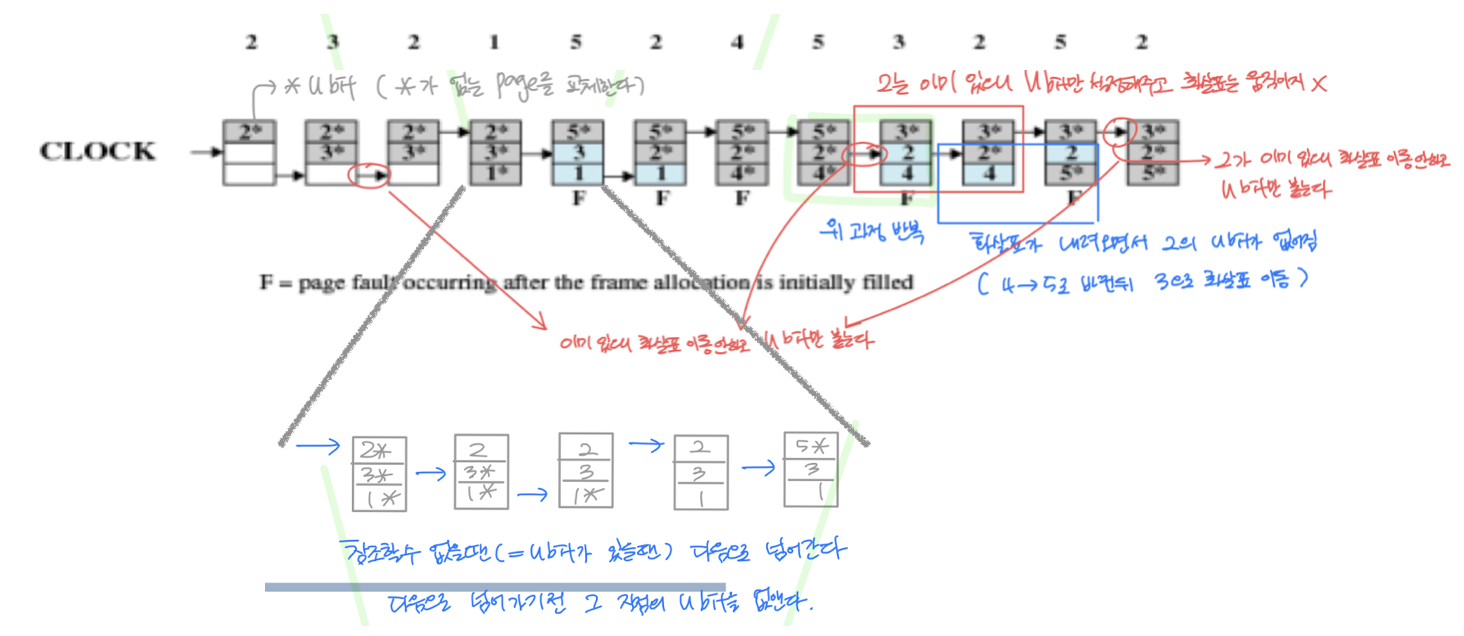 2 3 2 1 5 2 4 5 3 2 5 2
→ * U bit ( *가 없는 page를 교체한다 )
2는 이미 있으니 U bit만 설정해주고 화살표는 움직이지 X
CLOCK
2* 2* 2* 2* 5* 5* 5* 5* 3* 3* 3* 3*
3* 3* 3* 3 2* 2* 2* 2 2* 2 2*
1* 1 1 4* 4* 4 4 5* 5*
F F F F F
→ 2가 이미 있으니 화살표 이동안하고
U bit만 붙는다
위 과정 반복
화살표가 내려오면서 2의 U bit가 없어짐
( 4→5로 바뀐뒤 3으로 화살표 이동 )
F = page fault occurring after the frame allocation is initially filled
이미 있으니 화살표 이동안하고 U bit만 붙는다
2* 2 2 2 5*
3* 3* 3 3 3
1* 1* 1* 1 1
참조할수 없을땐 (= U bit가 있을땐) 다음으로 넘어간다
다음으로 넘어가기전 그 지점의 U bit를 없앤다.